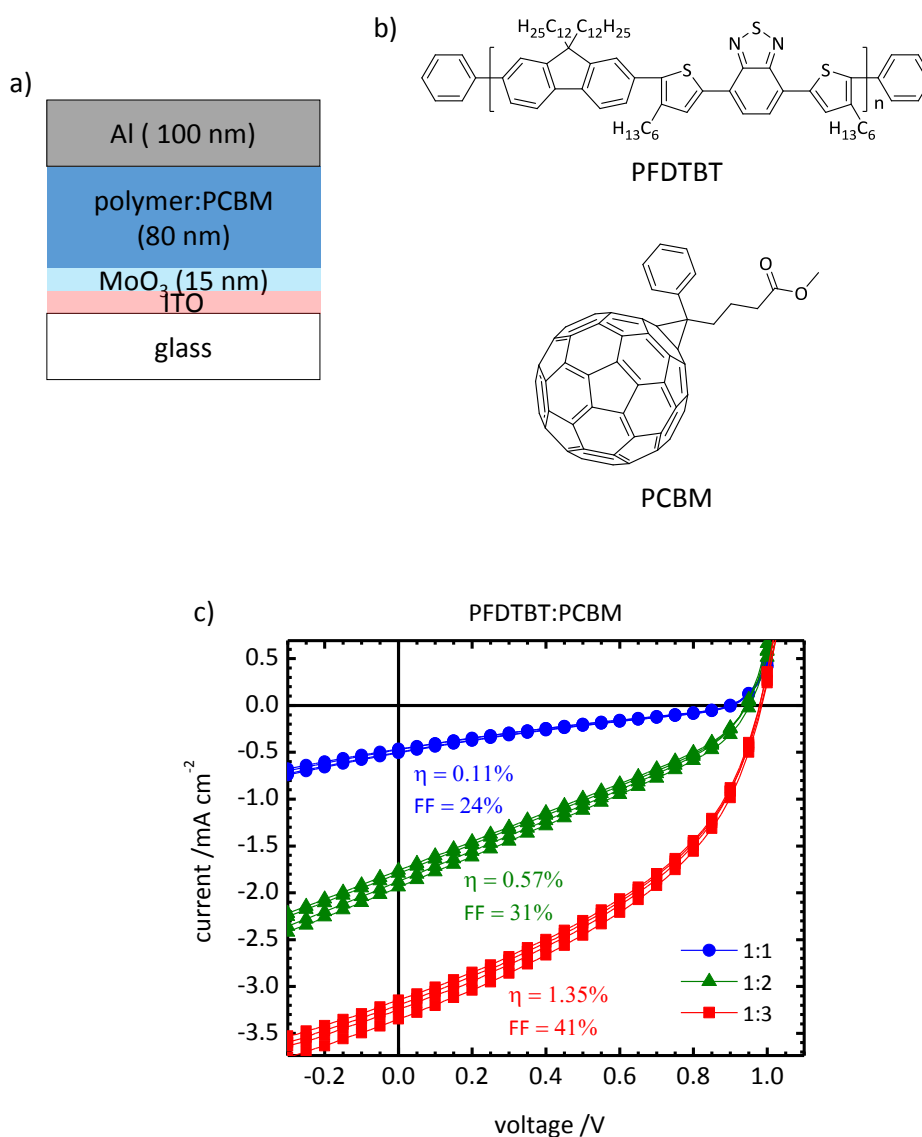 a)
Al ( 100 nm)
polymer:PCBM
(80 nm)
MoO3 (15 nm)
ITO
glass
b)
H25C12 C12H25
S
N N
S
S
n
H13C6
H13C6
PFDTBT
O
O
PCBM
c)
PFDTBT:PCBM
0.5
0.0
-0.5
-1.0
-1.5
-2.0
-2.5
-3.0
-3.5
current /mA cm-2
η = 0.11%
FF = 24%
η = 0.57%
FF = 31%
η = 1.35%
FF = 41%
1:1
1:2
1:3
-0.2 0.0 0.2 0.4 0.6 0.8 1.0
voltage /V